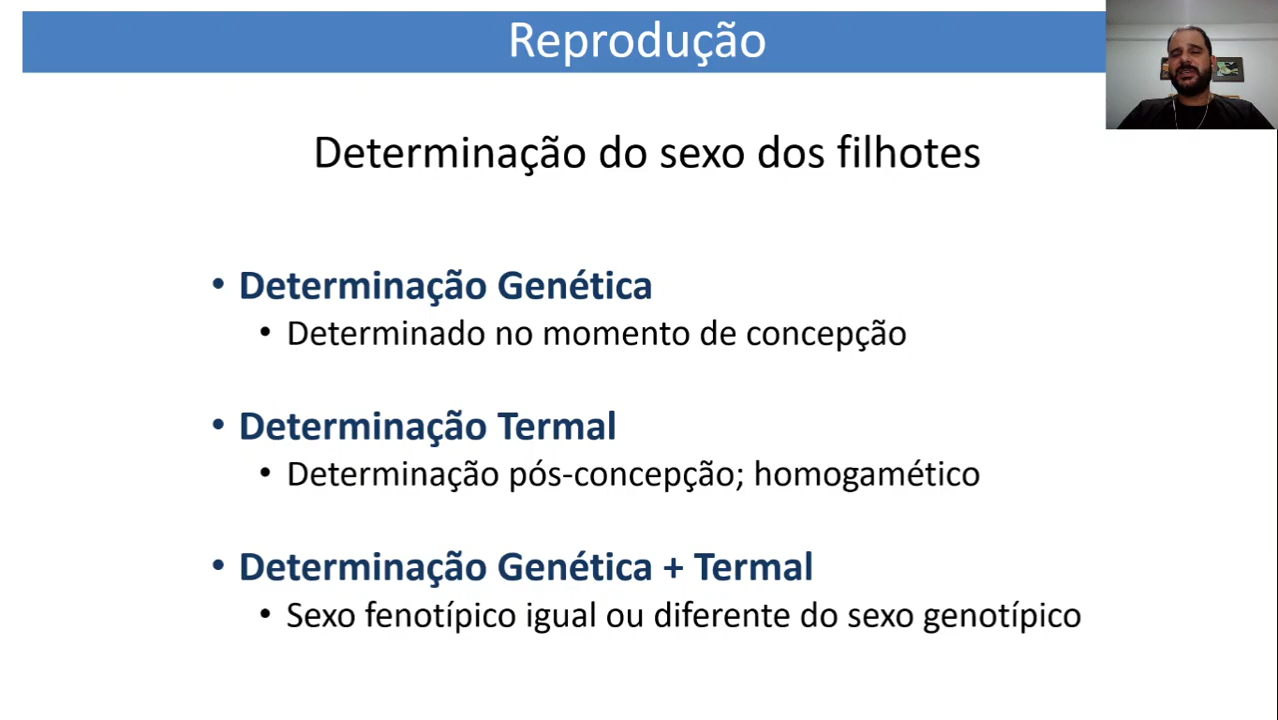 Reprodução
Determinação do sexo dos filhotes
• Determinação Genética
• Determinado no momento de concepção
• Determinação Termal
• Determinação pós-concepção; homogamético
• Determinação Genética + Termal
• Sexo fenotípico igual ou diferente do sexo genotípico